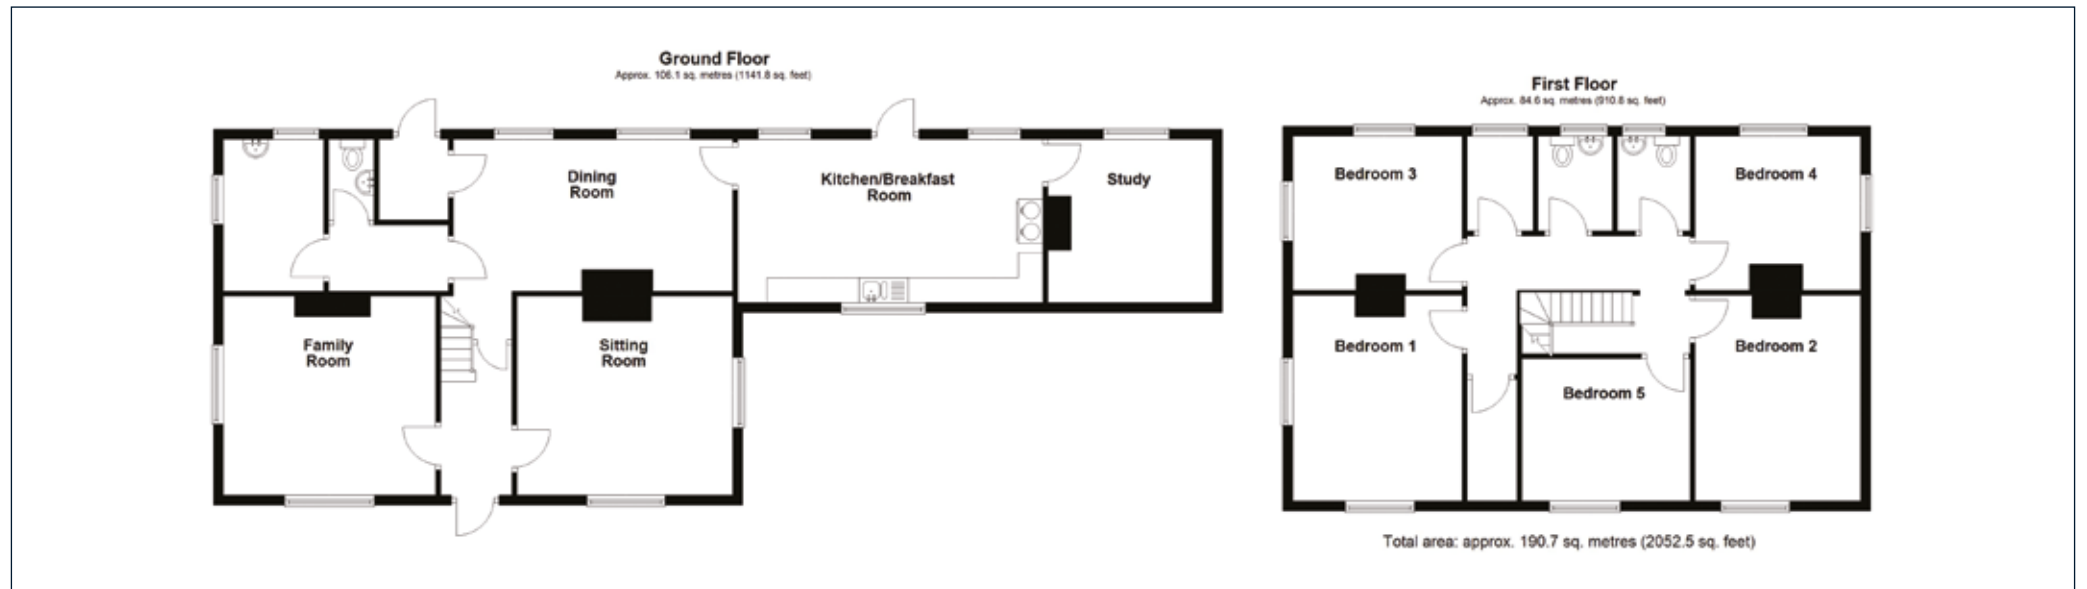 Ground Floor
Approx. 106.1 sq. metres (1141.8 sq. feet)
Dining
Room
Kitchen/Breakfast
Room
Study
Family
Room
Sitting
Room
First Floor
Approx. 84.6 sq. metres (910.8 sq. feet)
Bedroom 3
Bedroom 4
Bedroom 1
Bedroom 2
Bedroom 5
Total area: approx. 190.7 sq. metres (2052.5 sq. feet)